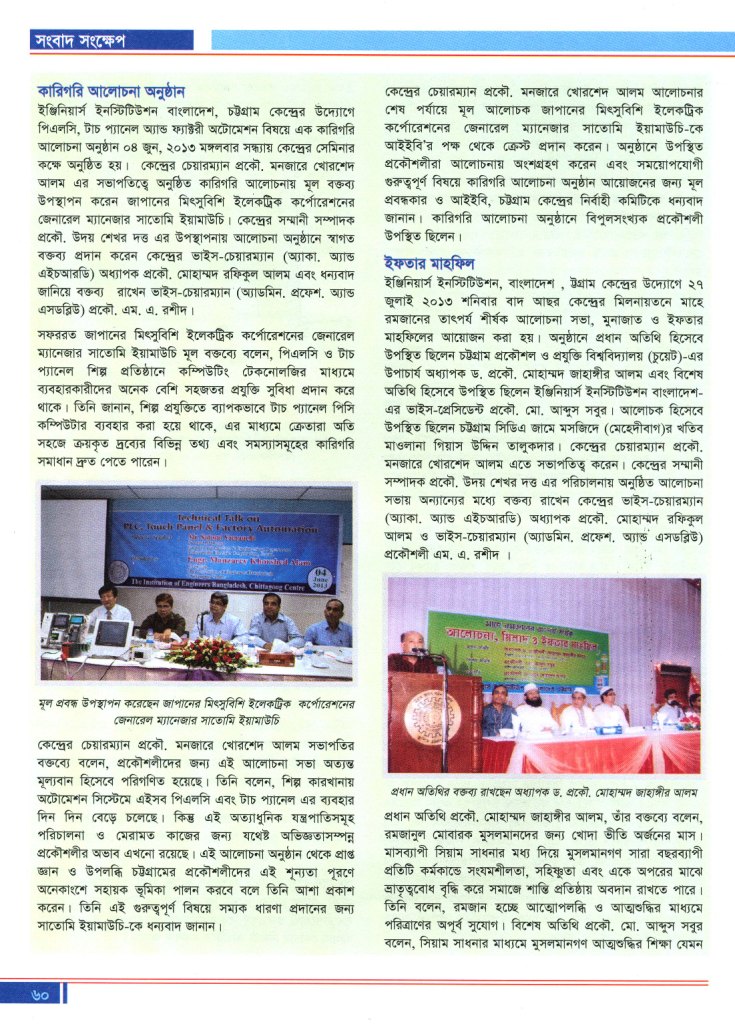 সংবাদ সংক্ষেপ
কারিগরি আলোচনা অনুষ্ঠান
ইঞ্জিনিয়ার্স ইনস্টিটিউশন বাংলাদেশ, চট্টগ্রাম কেন্দ্রের উদ্যোগে
পিএলসি, টাচ প্যানেল অ্যান্ড ফ্যাক্টরী অটোমেশন বিষয়ে এক কারিগরি
আলোচনা অনুষ্ঠান ০৪ জুন, ২০১৩ মঙ্গলবার সন্ধ্যায় কেন্দ্রের সেমিনার
কক্ষে অনুষ্ঠিত হয়। কেন্দ্রের চেয়ারম্যান প্রকৌ. মনজারে খোরশেদ
আলম এর সভাপতিত্বে অনুষ্ঠিত কারিগরি আলোচনায় মূল বক্তব্য
উপস্থাপন করেন জাপানের মিৎসুবিশি ইলেকট্রিক কর্পোরেশনের
জেনারেল ম্যানেজার সাতোমি ইয়ামাউচি। কেন্দ্রের সম্মানী সম্পাদক
প্রকৌ. উদয় শেখর দত্ত এর উপস্থাপনায় আলোচনা অনুষ্ঠানে স্বাগত
বক্তব্য প্রদান করেন কেন্দ্রের ভাইস-চেয়ারম্যান (অ্যাকা. অ্যান্ড
এইচআরডি) অধ্যাপক প্রকৌ. মোহাম্মদ রফিকুল আলম এবং ধন্যবাদ
জানিয়ে বক্তব্য রাখেন ভাইস-চেয়ারম্যান (অ্যাডমিন. প্রফেশ. অ্যান্ড
এসডব্লিউ) প্রকৌ. এম. এ. রশীদ।
সফররত জাপানের মিৎসুবিশি ইলেকট্রিক কর্পোরেশনের জেনারেল
ম্যানেজার সাতোমি ইয়ামাউচি মূল বক্তব্যে বলেন, পিএলসি ও টাচ
প্যানেল শিল্প প্রতিষ্ঠানে কম্পিউটিং টেকনোলজির মাধ্যমে
ব্যবহারকারীদের অনেক বেশি সহজতর প্রযুক্তি সুবিধা প্রদান করে
থাকে। তিনি জানান, শিল্প প্রযুক্তিতে ব্যাপকভাবে টাচ প্যানেল পিসি
কম্পিউটার ব্যবহার করা হয়ে থাকে, এর মাধ্যমে ক্রেতারা অতি
সহজে ক্রয়কৃত দ্রব্যের বিভিন্ন তথ্য এবং সমস্যাসমূহের কারিগরি
সমাধান দ্রুত পেতে পারেন।
Technical Talk on
PLC, Touch Panel & Factory Automation
Engr. Monzarey Khorshed Alam
04
June
2013
The Institution of Engineers Bangladesh, Chittagong Centre
মূল প্রবন্ধ উপস্থাপন করেছেন জাপানের মিৎসুবিশি ইলেকট্রিক কর্পোরেশনের
জেনারেল ম্যানেজার সাতোমি ইয়ামাউচি
কেন্দ্রের চেয়ারম্যান প্রকৌ. মনজারে খোরশেদ আলম সভাপতির
বক্তব্যে বলেন, প্রকৌশলীদের জন্য এই আলোচনা সভা অত্যন্ত
মূল্যবান হিসেবে পরিগণিত হয়েছে। তিনি বলেন, শিল্প কারখানায়
অটোমেশন সিস্টেমে এইসব পিএলসি এবং টাচ প্যানেল এর ব্যবহার
দিন দিন বেড়ে চলেছে। কিন্তু এই অত্যাধুনিক যন্ত্রপাতিসমূহ
পরিচালনা ও মেরামত কাজের জন্য যথেষ্ট অভিজ্ঞতাসম্পন্ন
প্রকৌশলীর অভাব এখনো রয়েছে। এই আলোচনা অনুষ্ঠান থেকে প্রাপ্ত
জ্ঞান ও উপলব্ধি চট্টগ্রামের প্রকৌশলীদের এই শূন্যতা পূরণে
অনেকাংশে সহায়ক ভূমিকা পালন করবে বলে তিনি আশা প্রকাশ
করেন। তিনি এই গুরুত্বপূর্ণ বিষয়ে সম্যক ধারণা প্রদানের জন্য
সাতোমি ইয়ামাউচি-কে ধন্যবাদ জানান।
কেন্দ্রের চেয়ারম্যান প্রকৌ. মনজারে খোরশেদ আলম আলোচনার
শেষ পর্যায়ে মূল আলোচক জাপানের মিৎসুবিশি ইলেকট্রিক
কর্পোরেশনের জেনারেল ম্যানেজার সাতোমি ইয়ামাউচি-কে
আইইবি’র পক্ষ থেকে ক্রেস্ট প্রদান করেন। অনুষ্ঠানে উপস্থিত
প্রকৌশলীরা আলোচনায় অংশগ্রহণ করেন এবং সময়োপযোগী
গুরুত্বপূর্ণ বিষয়ে কারিগরি আলোচনা অনুষ্ঠান আয়োজনের জন্য মূল
প্রবন্ধকার ও আইইবি, চট্টগ্রাম কেন্দ্রের নির্বাহী কমিটিকে ধন্যবাদ
জানান। কারিগরি আলোচনা অনুষ্ঠানে বিপুলসংখ্যক প্রকৌশলী
উপস্থিত ছিলেন।
ইফতার মাহফিল
ইঞ্জিনিয়ার্স ইনস্টিটিউশন, বাংলাদেশ , ট্টগ্রাম কেন্দ্রের উদ্যোগে ২৭
জুলাই ২০১৩ শনিবার বাদ আছর কেন্দ্রের মিলনায়তনে মাহে
রমজানের তাৎপর্য শীর্ষক আলোচনা সভা, মুনাজাত ও ইফতার
মাহফিলের আয়োজন করা হয়। অনুষ্ঠানে প্রধান অতিথি হিসেবে
উপস্থিত ছিলেন চট্টগ্রাম প্রকৌশল ও প্রযুক্তি বিশ্ববিদ্যালয় (চুয়েট)-এর
উপাচার্য অধ্যাপক ড. প্রকৌ. মোহাম্মদ জাহাঙ্গীর আলম এবং বিশেষ
অতিথি হিসেবে উপস্থিত ছিলেন ইঞ্জিনিয়ার্স ইনস্টিটিউশন বাংলাদেশ-
এর ভাইস-প্রেসিডেন্ট প্রকৌ. মো. আব্দুস সবুর। আলোচক হিসেবে
উপস্থিত ছিলেন চট্টগ্রাম সিডিএ জামে মসজিদে (মেহেদীবাগ)র খতিব
মাওলানা গিয়াস উদ্দিন তালুকদার। কেন্দ্রের চেয়ারম্যান প্রকৌ.
মনজারে খোরশেদ আলম এতে সভাপতিত্ব করেন। কেন্দ্রের সম্মানী
সম্পাদক প্রকৌ. উদয় শেখর দত্ত এর পরিচালনায় অনুষ্ঠিত আলোচনা
সভায় অন্যান্যের মধ্যে বক্তব্য রাখেন কেন্দ্রের ভাইস-চেয়ারম্যান
(অ্যাকা. অ্যান্ড এইচআরডি) অধ্যাপক প্রকৌ. মোহাম্মদ রফিকুল
আলম ও ভাইস-চেয়ারম্যান (অ্যাডমিন. প্রফেশ. অ্যান্ড এসডব্লিউ)
প্রকৌশলী এম. এ. রশীদ ।
আলোচনা, মিলাদ ও ইফতার মাহফিল
প্রধান অতিথির বক্তব্য রাখছেন অধ্যাপক ড. প্রকৌ. মোহাম্মদ জাহাঙ্গীর আলম
প্রধান অতিথি প্রকৌ. মোহাম্মদ জাহাঙ্গীর আলম, তাঁর বক্তব্যে বলেন,
রমজানুল মোবারক মুসলমানদের জন্য খোদা ভীতি অর্জনের মাস।
মাসব্যাপী সিয়াম সাধনার মধ্য দিয়ে মুসলমানগণ সারা বছরব্যাপী
প্রতিটি কর্মকান্ডে সংযমশীলতা, সহিষ্ণুতা এবং একে অপরের মাঝে
ভ্রাতৃত্ববোধ বৃদ্ধি করে সমাজে শান্তি প্রতিষ্ঠায় অবদান রাখতে পারে।
তিনি বলেন, রমজান হচ্ছে আত্মোপলব্ধি ও আত্মশুদ্ধির মাধ্যমে
পরিত্রাণের অপূর্ব সুযোগ। বিশেষ অতিথি প্রকৌ. মো. আব্দুস সবুর
বলেন, সিয়াম সাধনার মাধ্যমে মুসলমানগণ আত্মশুদ্ধির শিক্ষা যেমন
৬০